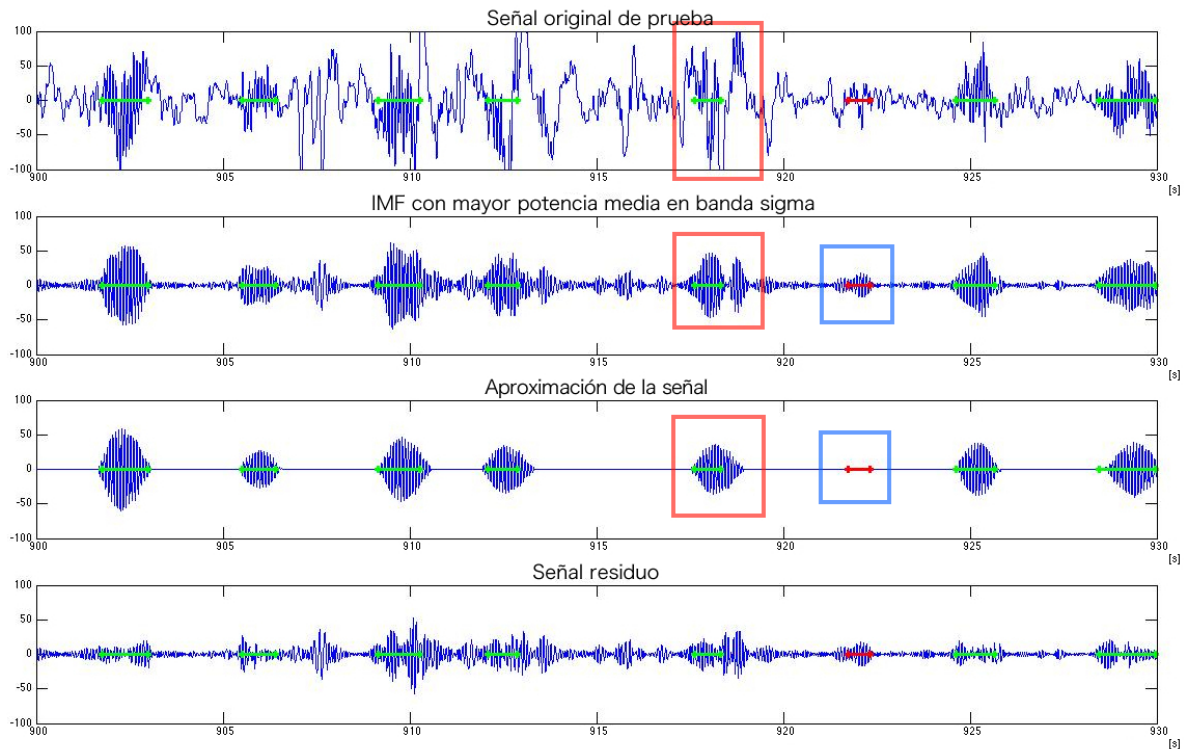 Señal original de prueba
100
50
0
-50
-100
900 905 910 915 920 925 930
[s]
IMF con mayor potencia media en banda sigma
100
50
0
-50
-100
900 905 910 915 920 925 930
[s]
Aproximación de la señal
100
50
0
-50
-100
900 905 910 915 920 925 930
[s]
Señal residuo
100
50
0
-50
-100
900 905 910 915 920 925 930
[s]